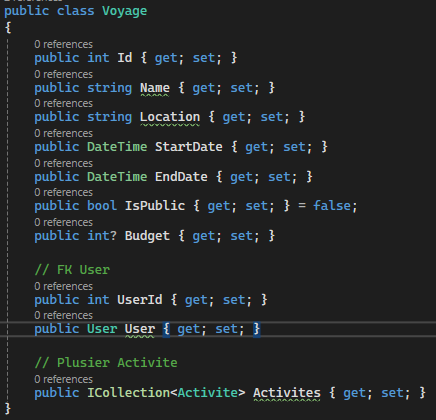 public class Voyage
{
0 references
public int Id { get; set; }
0 references
public string Name { get; set; }
0 references
public string Location { get; set; }
0 references
public DateTime StartDate { get; set; }
0 references
public DateTime EndDate { get; set; }
0 references
public bool IsPublic { get; set; } = false;
0 references
public int? Budget { get; set; }
// FK User
0 references
public int UserId { get; set; }
0 references
public User User { get; set; }
// Plusier Activite
0 references
public ICollection<Activite> Activites { get; set; }
}